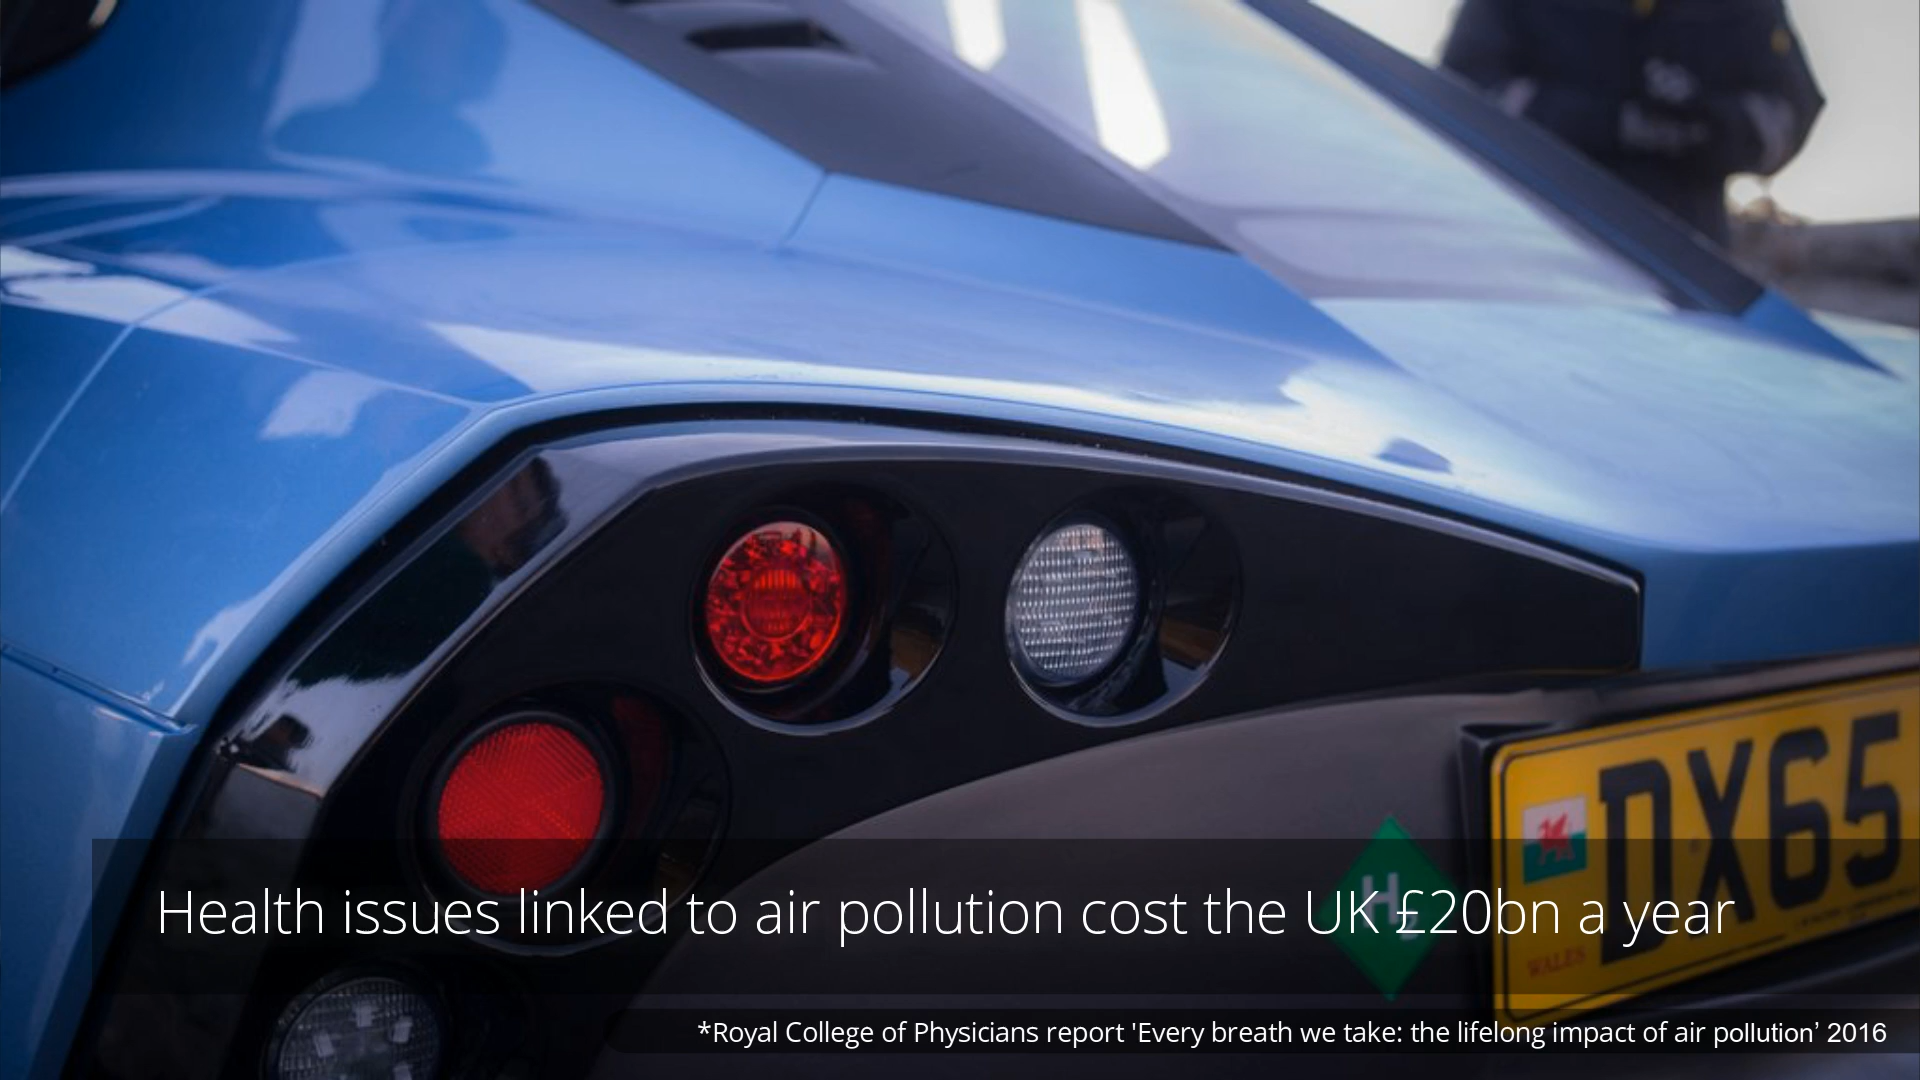 DX65
WALES
H
Health issues linked to air pollution cost the UK £20bn a year
*Royal College of Physicians report 'Every breath we take: the lifelong impact of air pollution’ 2016